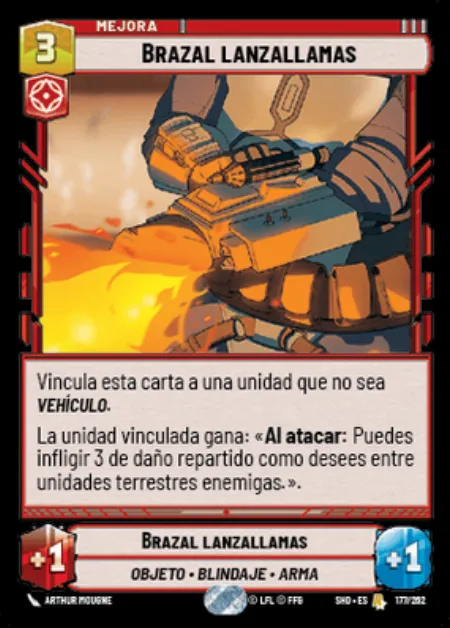 MEJORA
3
BRAZAL LANZALLAMAS
Vincula esta carta a una unidad que no sea
VEHÍCULO.
La unidad vinculada gana: «Al atacar: Puedes
infligir 3 de daño repartido como desees entre
unidades terrestres enemigas.».
+1
BRAZAL LANZALLAMAS
+1
OBJETO • BLINDAJE • ARMA
ARTHUR MOUGNE
© LFL © FFG
SHD • ES
177/262